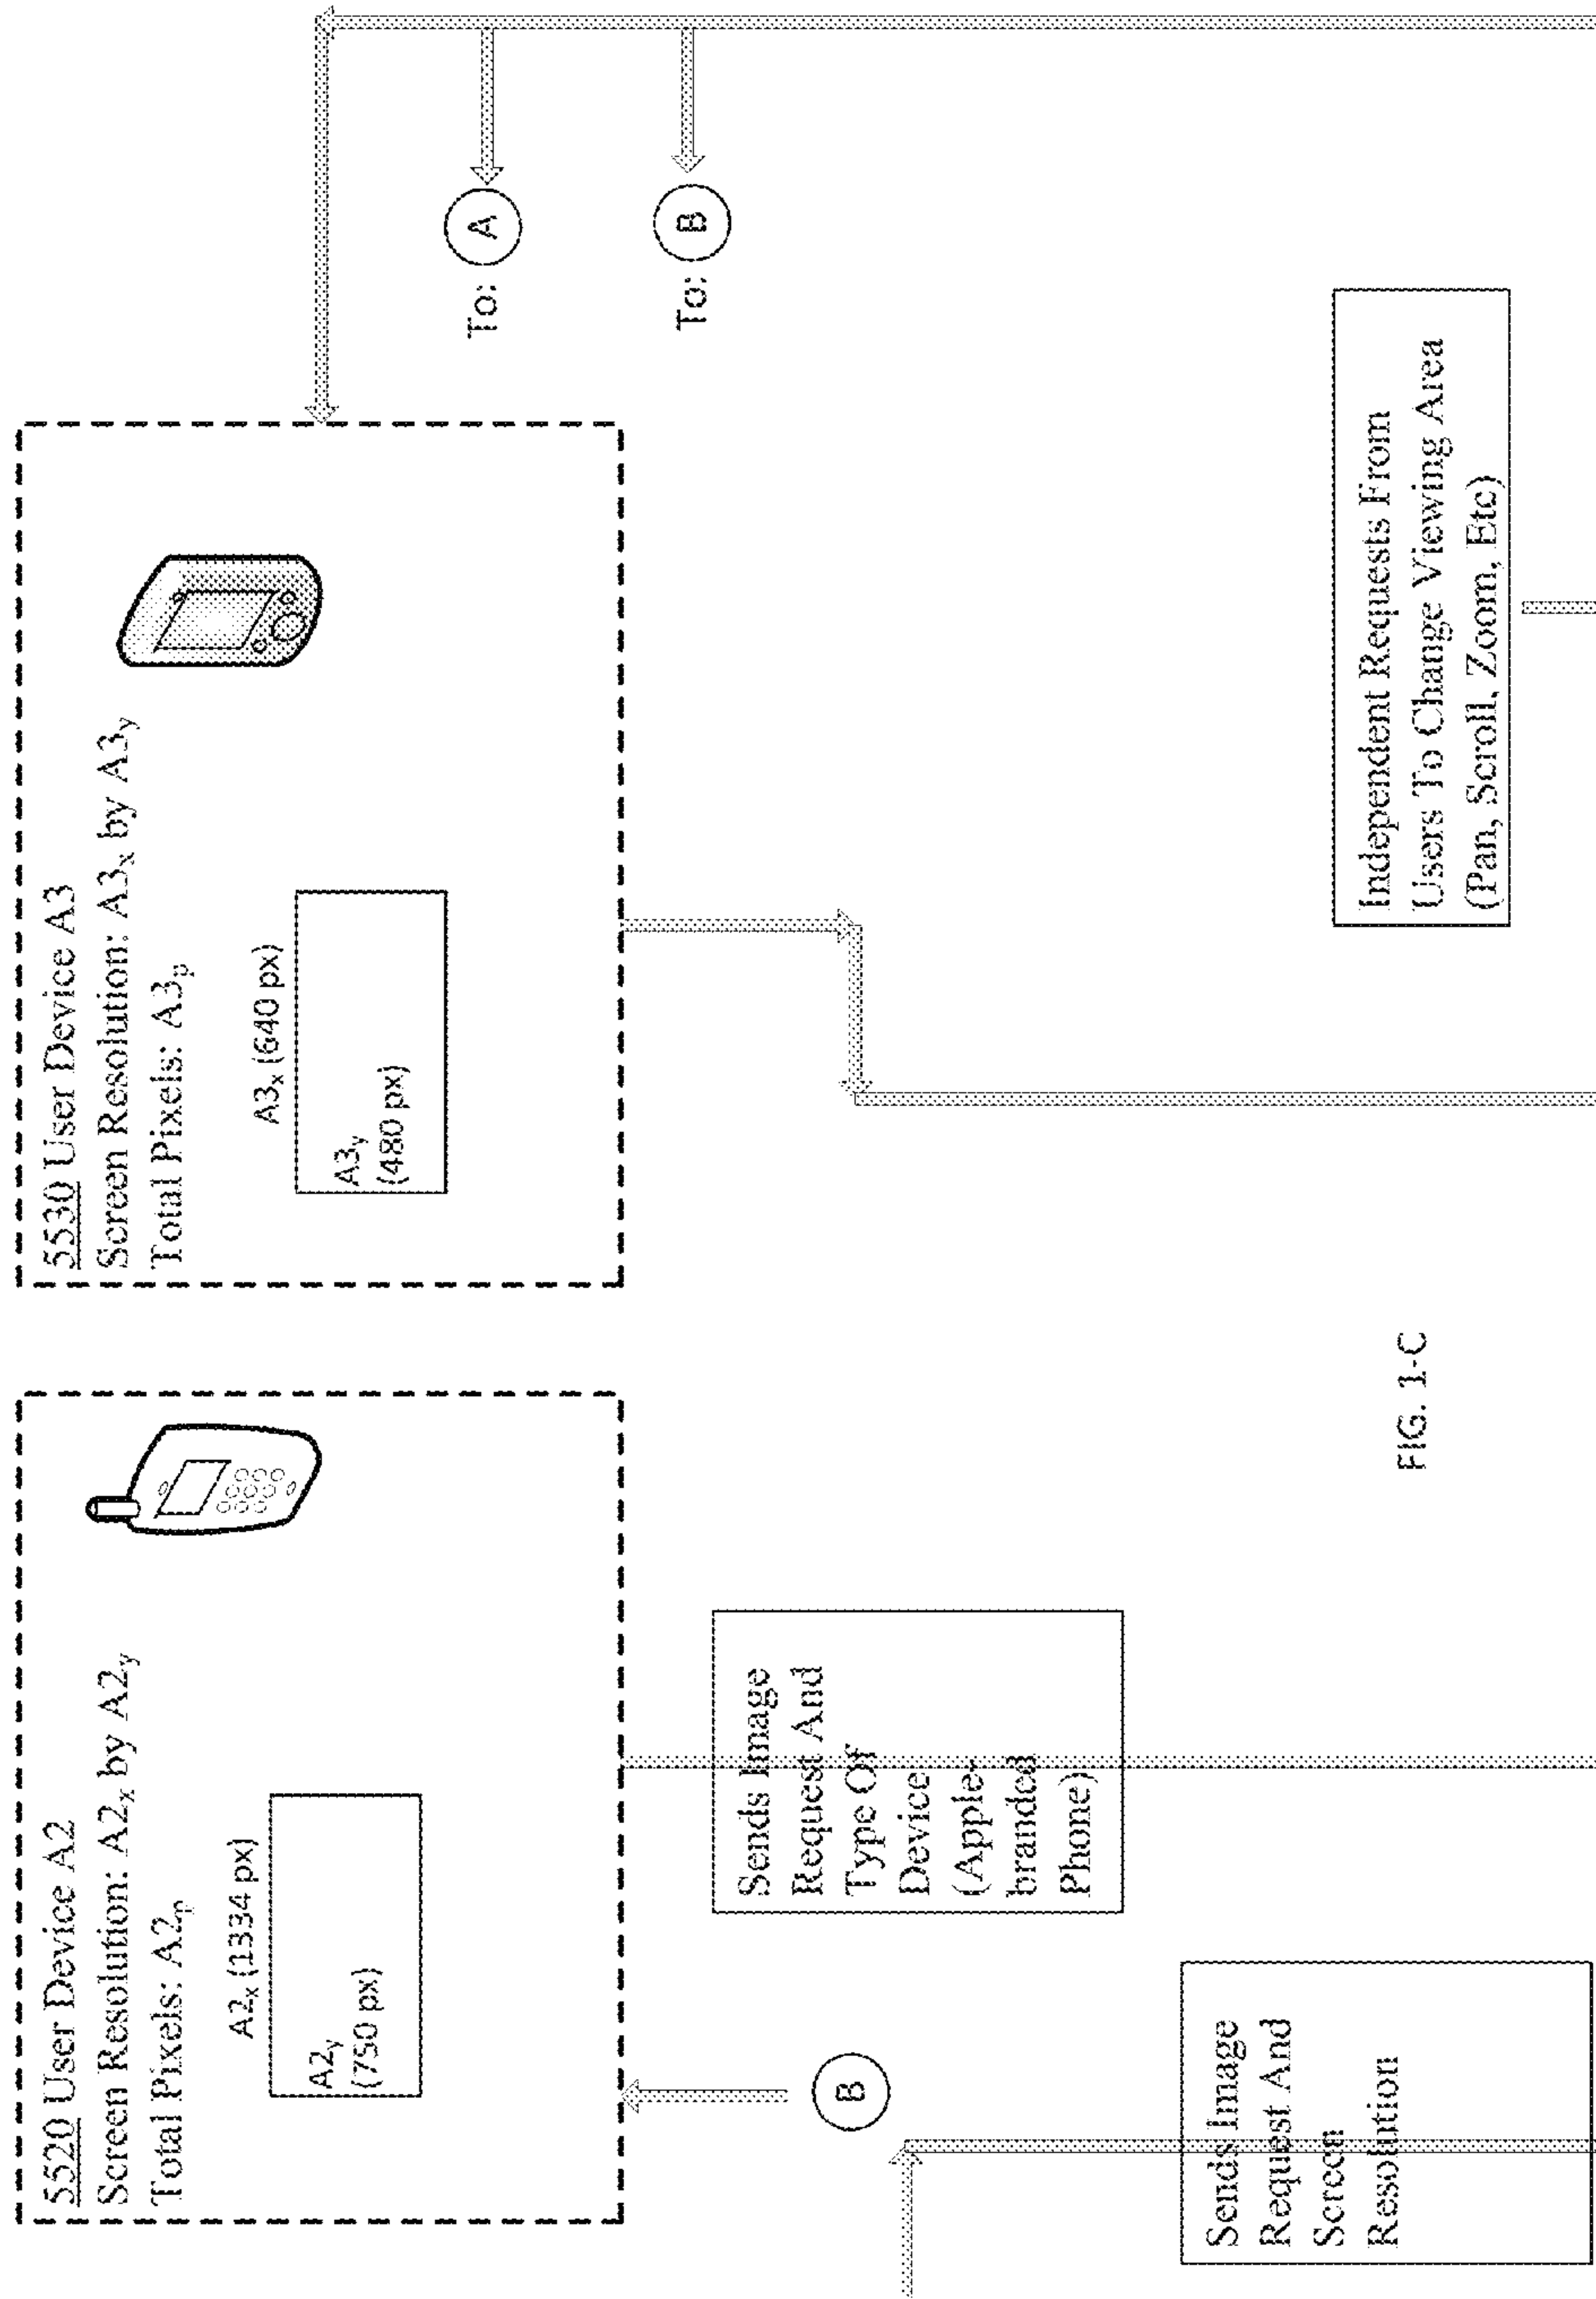 5520 User Device A2
Screen Resolution: A2x by A2y
Total Pixels: A2p
A2x (1334 px)
A2y
(750 px)
5530 User Device A3
Screen Resolution: A3x by A3y
Total Pixels: A3p
A3x (640 px)
A3y
(480 px)
To: A
To: B
B
Sends Image
Request And
Type Of
Device
(Apple-
branded
Phone)
Sends Image
Request And
Screen
Resolution
Independent Requests From
Users To Change Viewing Area
(Pan, Scroll, Zoom, Etc)
FIG. 1-C